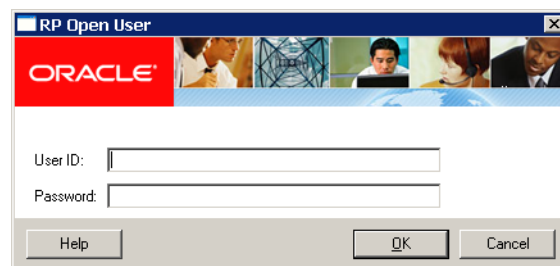 RP Open User
ORACLE®
User ID:
Password:
Help
OK
Cancel